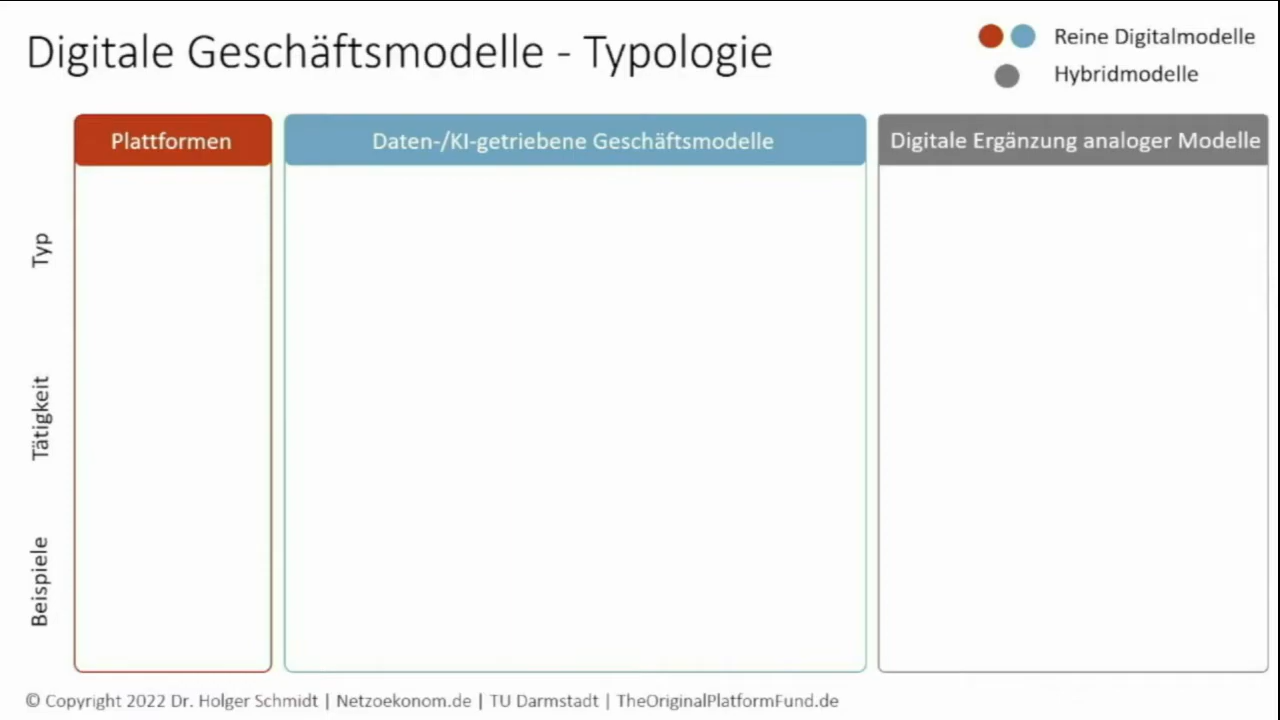 Digitale Geschäftsmodelle - Typologie
Reine Digitalmodelle
Hybridmodelle
Plattformen
Daten-/KI-getriebene Geschäftsmodelle
Digitale Ergänzung analoger Modelle
Typ
Tätigkeit
Beispiele
© Copyright 2022 Dr. Holger Schmidt | Netzoekonom.de | TU Darmstadt | TheOriginalPlatformFund.de